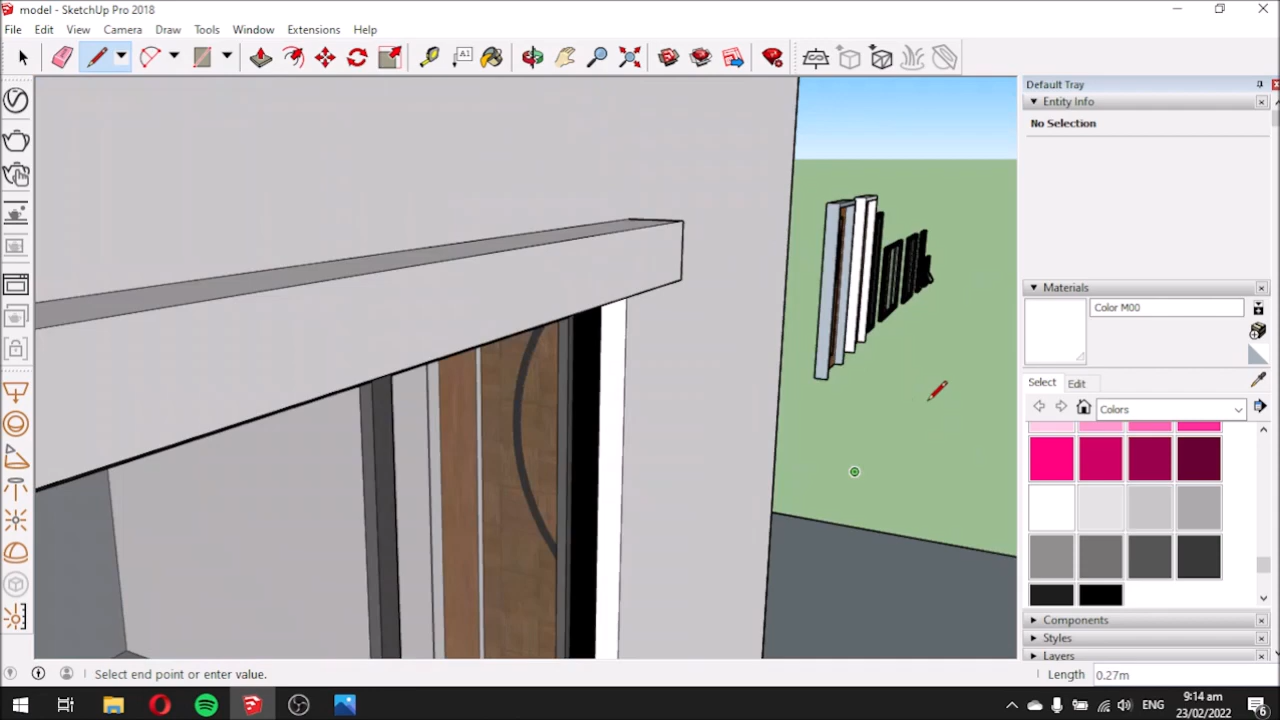 model - SketchUp Pro 2018
File Edit View Camera Draw Tools Window Extensions Help
A1
Default Tray
Entity Info
No Selection
Materials
Color M00
Select Edit
Colors
Components
Styles
Layers
Select end point or enter value.
Length 0.27m
ENG
9:14 am
23/02/2022
6